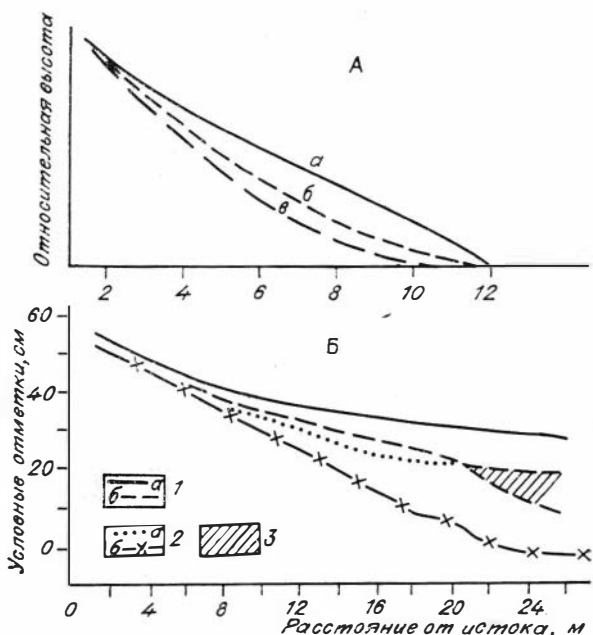 Относительная высота
А
а
б
в
2 4 6 8 10 12
Условные отметки, см
60
40
20
0
Б
а
б
1
а
б
2
3
0 4 8 12 16 20 24
Расстояние от истока, м